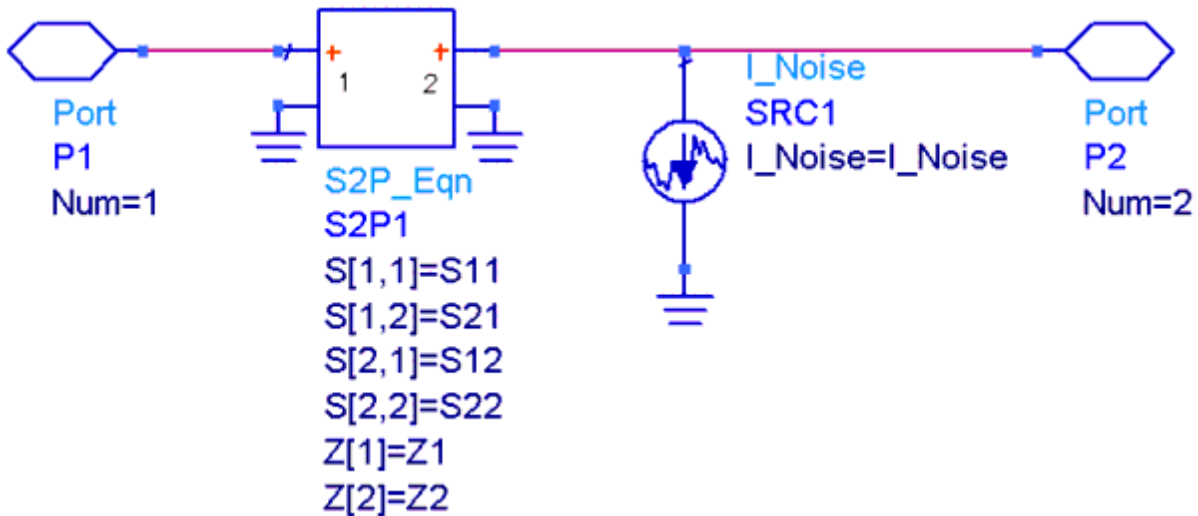 Port
P1
Num=1
+
+
1
2
S2P_Eqn
S2P1
S[1,1]=S11
S[1,2]=S21
S[2,1]=S12
S[2,2]=S22
Z[1]=Z1
Z[2]=Z2
I_Noise
SRC1
I_Noise=I_Noise
Port
P2
Num=2